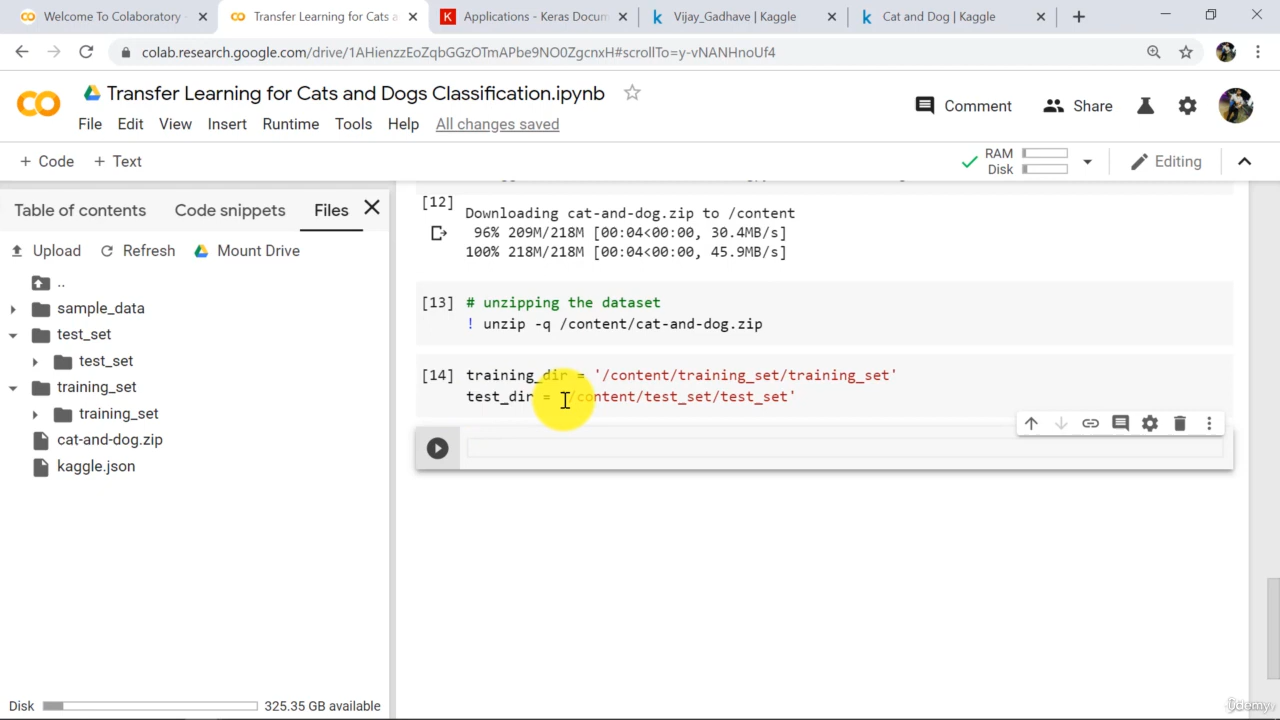 Welcome To Colaboratory -
Transfer Learning for Cats a
Applications - Keras Docum
Vijay_Gadhave | Kaggle
Cat and Dog | Kaggle
colab.research.google.com/drive/1AHienzzEoZqbGGzOTmAPbe9NO0ZgcnxH#scrollTo=y-vNANHnoUf4
Transfer Learning for Cats and Dogs Classification.ipynb
Comment
Share
File Edit View Insert Runtime Tools Help All changes saved
+ Code + Text
RAM
Disk
Editing
Table of contents Code snippets Files
Upload Refresh Mount Drive
..
sample_data
test_set
test_set
training_set
training_set
cat-and-dog.zip
kaggle.json
Disk 325.35 GB available
[12]
Downloading cat-and-dog.zip to /content
96% 209M/218M [00:04<00:00, 30.4MB/s]
100% 218M/218M [00:04<00:00, 45.9MB/s]
[13] # unzipping the dataset
! unzip -q /content/cat-and-dog.zip
[14] training_dir = '/content/training_set/training_set'
test_dir = '/content/test_set/test_set'
Udemy